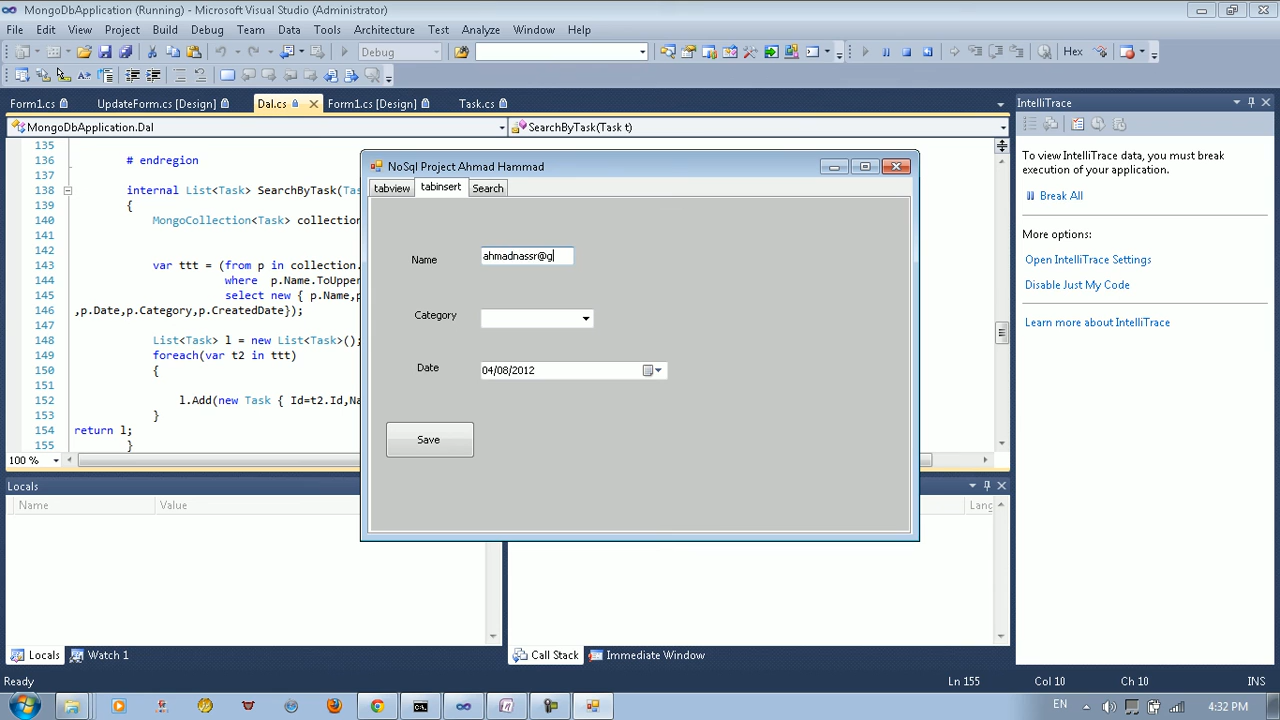 MongoDbApplication (Running) - Microsoft Visual Studio (Administrator)
File Edit View Project Build Debug Team Data Tools Architecture Test Analyze Window Help
Debug
Hex
Form1.cs UpdateForm.cs [Design] Dal.cs Form1.cs [Design] Task.cs
MongoDbApplication.Dal SearchByTask(Task t)
135
136 # endregion
137
138 internal List<Task> SearchByTask(Tas
139 {
140 MongoCollection<Task> collection
141
142
143 var ttt = (from p in collection.
144 where p.Name.ToUpper
145 select new { p.Name,p
146 ,p.Date,p.Category,p.CreatedDate});
147
148 List<Task> l = new List<Task>();
149 foreach(var t2 in ttt)
150 {
151
152 l.Add(new Task { Id=t2.Id,Na
153 }
154 return l;
155 }
100 %
NoSql Project Ahmad Hammad
tabview tabinsert Search
Name ahmadnassr@g
Category
Date 04/08/2012
Save
IntelliTrace
To view IntelliTrace data, you must break
execution of your application.
Break All
More options:
Open IntelliTrace Settings
Disable Just My Code
Learn more about IntelliTrace
Locals
Name Value
Lang
Locals Watch 1
Call Stack Immediate Window
Ready Ln 155 Col 10 Ch 10 INS
EN 4:32 PM